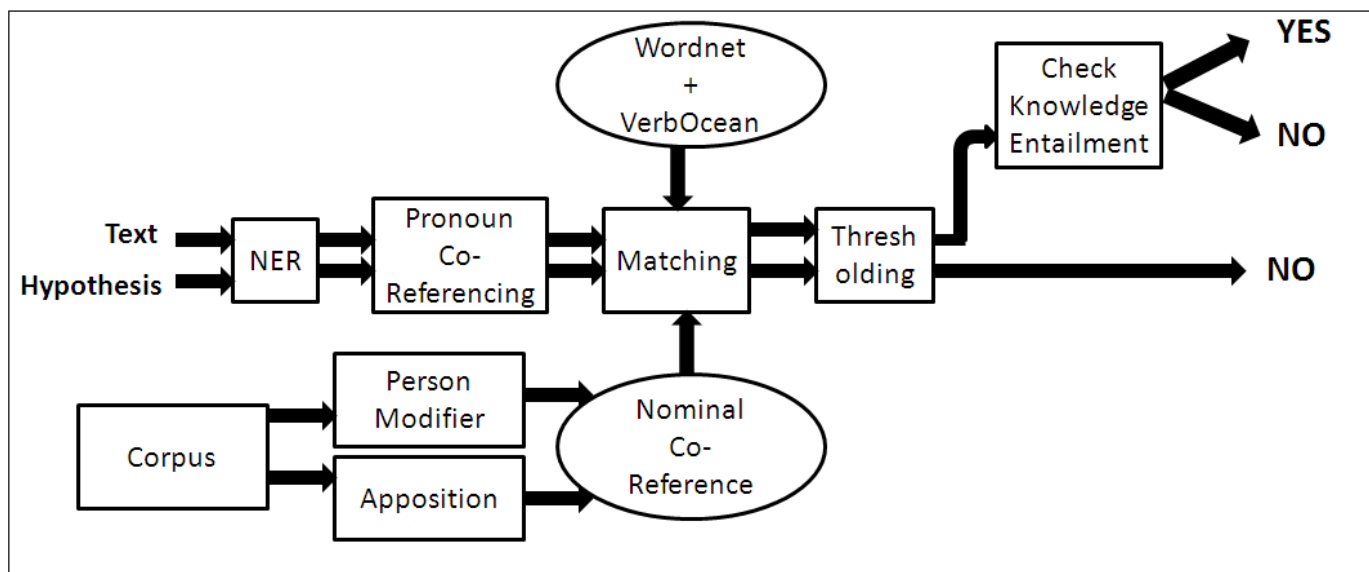 Wordnet
+
VerbOcean
Check
Knowledge
Entailment
YES
NO
Text
Hypothesis
NER
Pronoun
Co-
Referencing
Matching
Thresh
olding
NO
Corpus
Person
Modifier
Apposition
Nominal
Co-
Reference